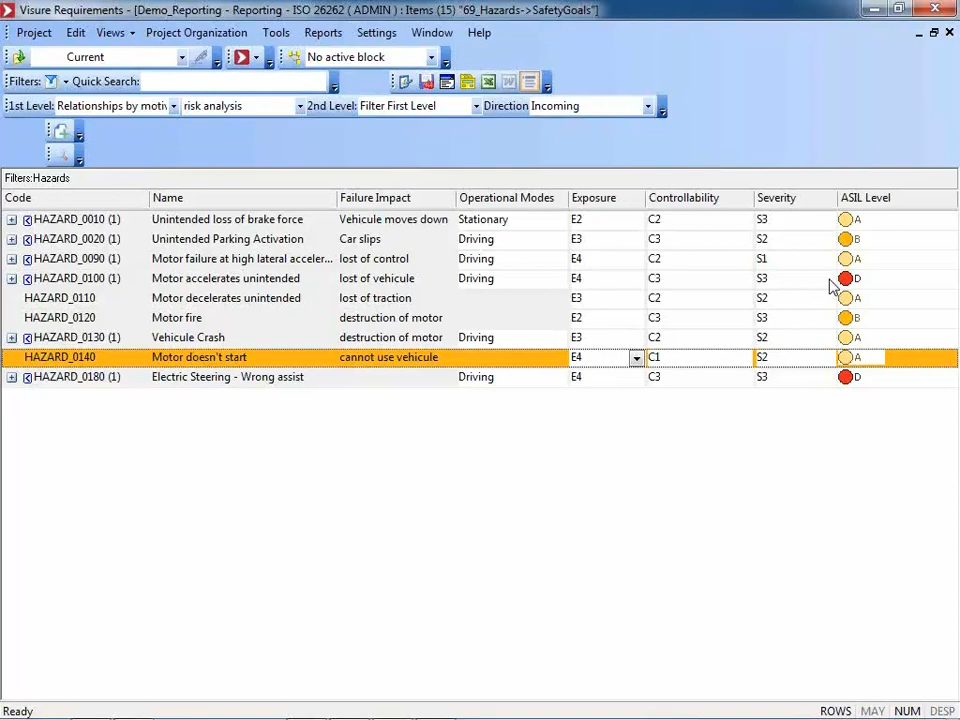 Visure Requirements - [Demo_Reporting - Reporting - ISO 26262 ( ADMIN ) : Items (15) "69_Hazards->SafetyGoals"]
Project Edit Views Project Organization Tools Reports Settings Window Help
Current No active block
Filters: Quick Search:
1st Level: Relationships by motiv risk analysis 2nd Level: Filter First Level Direction Incoming
Filters:Hazards
Code Name Failure Impact Operational Modes Exposure Controllability Severity ASIL Level
HAZARD_0010 (1) Unintended loss of brake force Vehicule moves down Stationary E2 C2 S3 A
HAZARD_0020 (1) Unintended Parking Activation Car slips Driving E3 C3 S2 B
HAZARD_0090 (1) Motor failure at high lateral acceler... lost of control Driving E4 C2 S1 A
HAZARD_0100 (1) Motor accelerates unintended lost of vehicule Driving E4 C3 S3 D
HAZARD_0110 Motor decelerates unintended lost of traction E3 C2 S2 A
HAZARD_0120 Motor fire destruction of motor E2 C3 S3 B
HAZARD_0130 (1) Vehicule Crash destruction of motor Driving E3 C2 S2 A
HAZARD_0140 Motor doesn't start cannot use vehicule E4 C1 S2 A
HAZARD_0180 (1) Electric Steering - Wrong assist Driving E4 C3 S3 D
Ready ROWS MAY NUM DESP